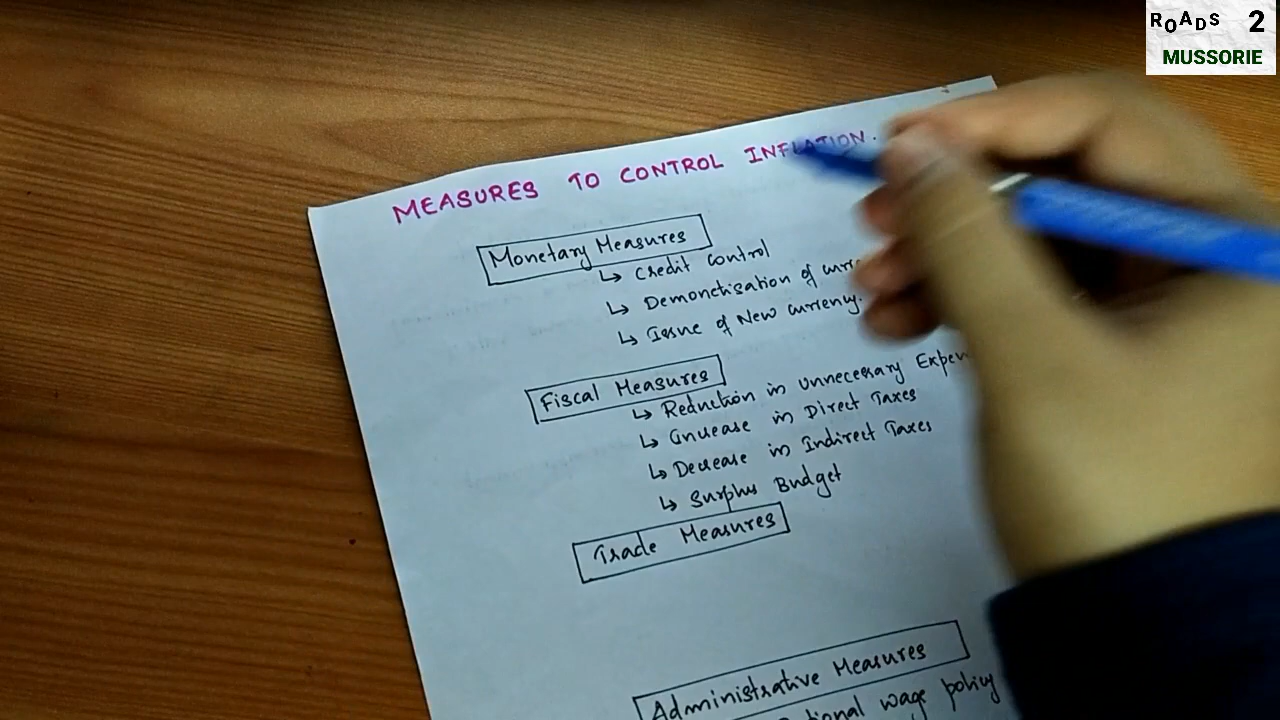 ROADS 2
MUSSORIE
MEASURES TO CONTROL INFLATION.
Monetary Measures
↳ Credit Control
↳ Demonetisation of
↳ Issue of New currency.
Fiscal Measures
↳ Reduction in Unnecessary
↳ Increase in Direct Taxes
↳ Decrease in Indirect Taxes
↳ Surplus Budget
Trade Measures
Administrative Measures
wage policy